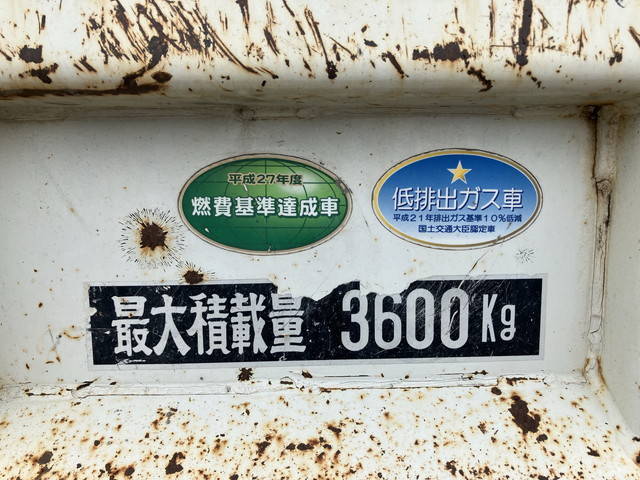 平成27年度
燃費基準達成車
低排出ガス車
平成21年排出ガス基準10%低減
国土交通大臣認定車
最大積載量 3600Kg